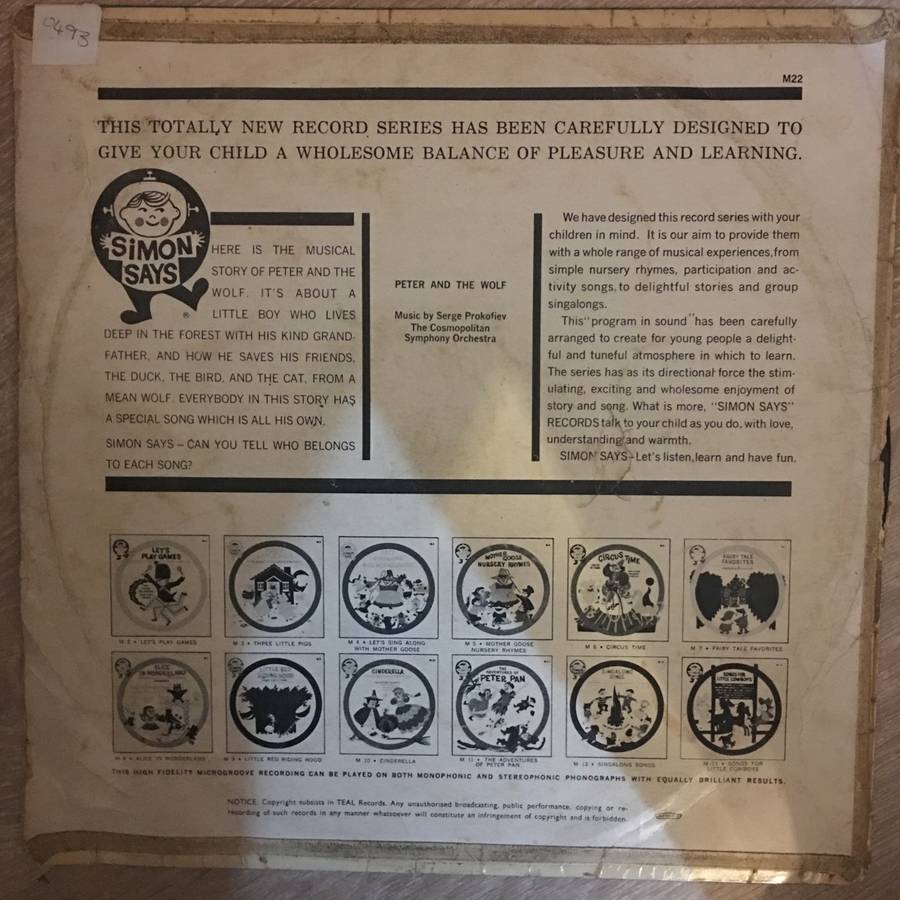 0493
M22
THIS TOTALLY NEW RECORD SERIES HAS BEEN CAREFULLY DESIGNED TO
GIVE YOUR CHILD A WHOLESOME BALANCE OF PLEASURE AND LEARNING.
SiMON
SAYS
®
HERE IS THE MUSICAL
STORY OF PETER AND THE
WOLF. IT'S ABOUT A
LITTLE BOY WHO LIVES
DEEP IN THE FOREST WITH HIS KIND GRAND-
FATHER, AND HOW HE SAVES HIS FRIENDS,
THE DUCK, THE BIRD, AND THE CAT, FROM A
MEAN WOLF. EVERYBODY IN THIS STORY HAS
A SPECIAL SONG WHICH IS ALL HIS OWN.
SIMON SAYS – CAN YOU TELL WHO BELONGS
TO EACH SONG?
PETER AND THE WOLF
Music by Serge Prokofiev
The Cosmopolitan
Symphony Orchestra
We have designed this record series with your
children in mind. It is our aim to provide them
with a whole range of musical experiences, from
simple nursery rhymes, participation and ac-
tivity songs, to delightful stories and group
singalongs.
This "program in sound" has been carefully
arranged to create for young people a delight-
ful and tuneful atmosphere in which to learn.
The series has as its directional force the stim-
ulating, exciting and wholesome enjoyment of
story and song. What is more, "SIMON SAYS"
RECORDS talk to your child as you do, with love,
understanding and warmth.
SIMON SAYS–Let's listen, learn and have fun.
LET'S
PLAY GAMES
MOTHER GOOSE
NURSERY RHYMES
CIRCUS TIME
FAIRY TALE
FAVORITES
M 2 • LET'S PLAY GAMES
M 3 • THREE LITTLE PIGS
M 4 • LET'S SING ALONG
WITH MOTHER GOOSE
M 5 • MOTHER GOOSE
NURSERY RHYMES
M 6 • CIRCUS TIME
M 7 • FAIRY TALE FAVORITES
ALICE
IN WONDERLAND
LITTLE RED
RIDING HOOD
CINDERELLA
THE
ADVENTURES OF
PETER PAN
SINGALONG
SONGS
SONGS FOR
LITTLE COWBOYS
ALICE IN WONDERLAND
M 9 • LITTLE RED RIDING HOOD
M 10 • CINDERELLA
M 11 • THE ADVENTURES
OF PETER PAN
SINGALONG SONGS
SONGS FOR
LITTLE COWBOYS
THIS HIGH FIDELITY MICROGROOVE RECORDING CAN BE PLAYED ON BOTH MONOPHONIC AND STEREOPHONIC PHONOGRAPHS WITH EQUALLY BRILLIANT RESULTS.
NOTICE: Copyright subsists in TEAL Records. Any unauthorised broadcasting, public performance, copying or re-
recording of such records in any manner whatsoever will constitute an infringement of copyright and is forbidden.